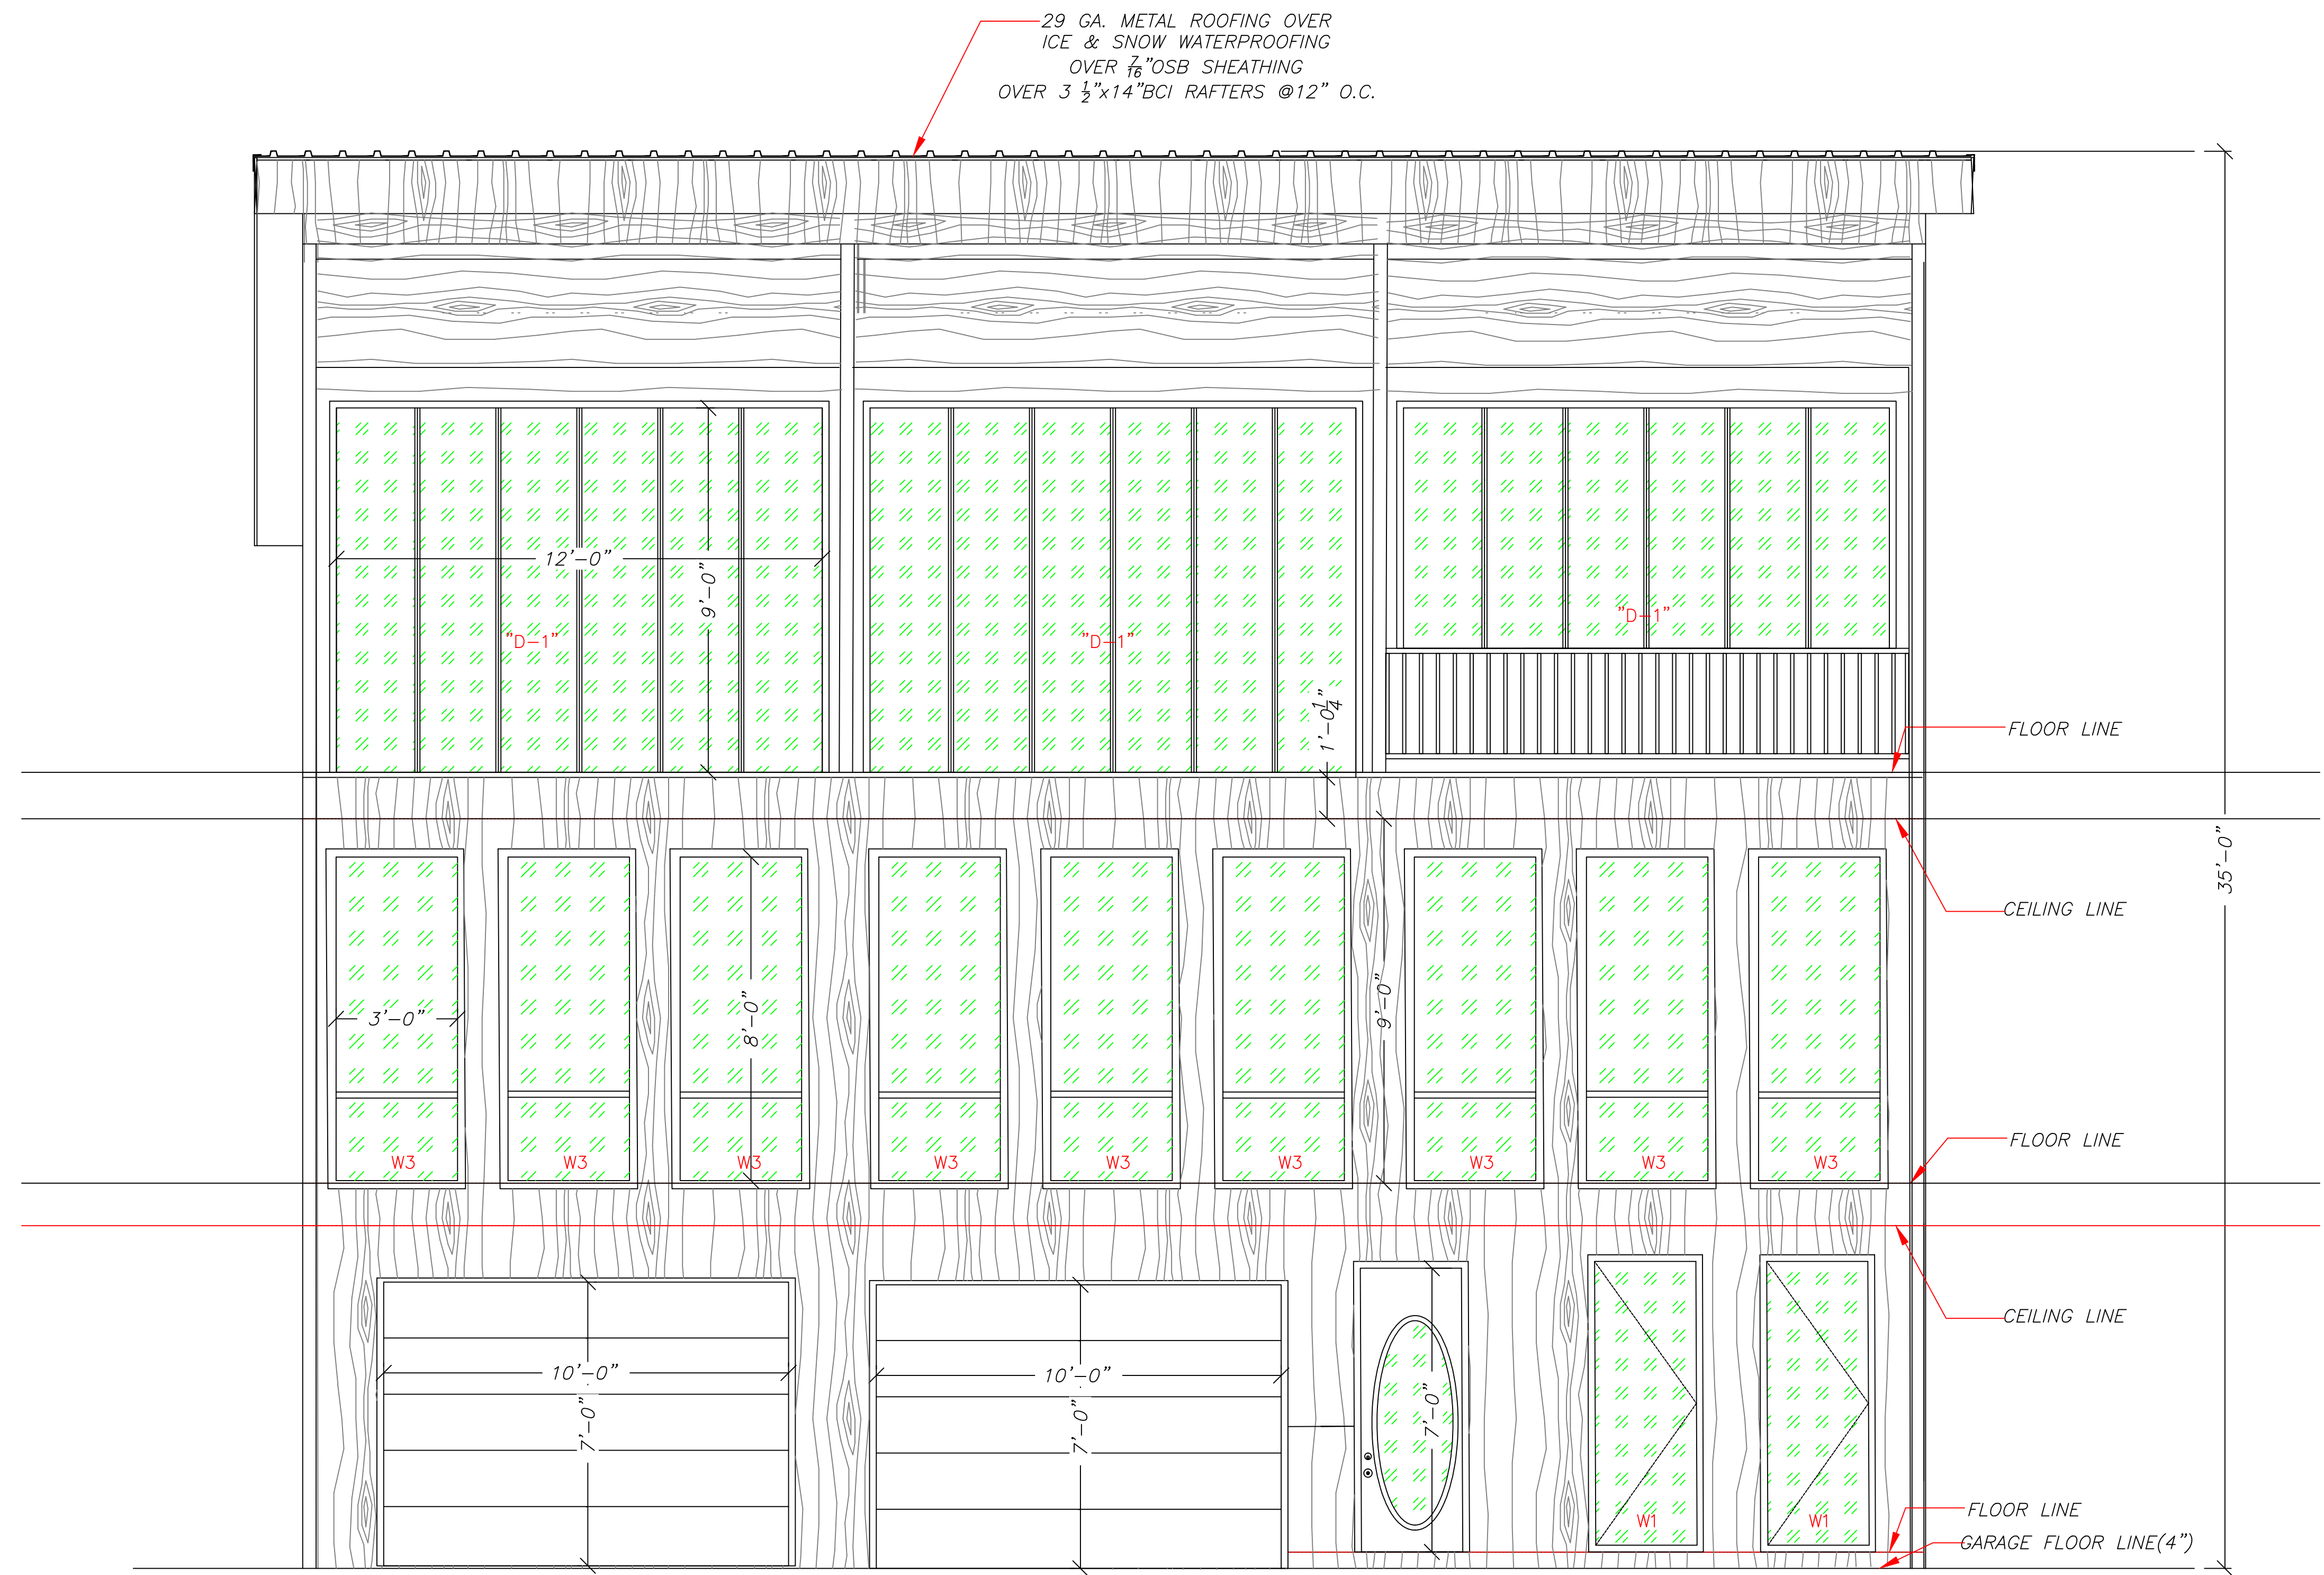 29 GA. METAL ROOFING OVER
ICE & SNOW WATERPROOFING
OVER 7/16"OSB SHEATHING
OVER 3 1/2"x14"BCI RAFTERS @12" O.C.
12'-0"
9'-0"
"D-1"
"D-1"
"D-1"
1'-0 1/4"
FLOOR LINE
35'-0"
CEILING LINE
3'-0"
8'-0"
9'-0"
FLOOR LINE
W3
W3
W3
W3
W3
W3
W3
W3
W3
CEILING LINE
10'-0"
7'-0"
10'-0"
7'-0"
7'-0"
W1
W1
FLOOR LINE
GARAGE FLOOR LINE(4")